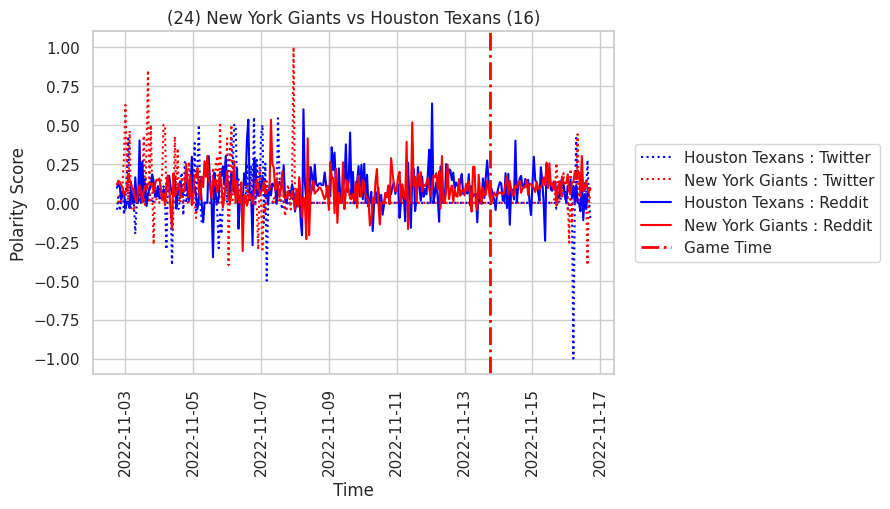 (24) New York Giants vs Houston Texans (16)
1.00
0.75
0.50
0.25
0.00
−0.25
−0.50
−0.75
−1.00
Polarity Score
2022-11-03
2022-11-05
2022-11-07
2022-11-09
2022-11-11
2022-11-13
2022-11-15
2022-11-17
Time
Houston Texans : Twitter
New York Giants : Twitter
Houston Texans : Reddit
New York Giants : Reddit
Game Time